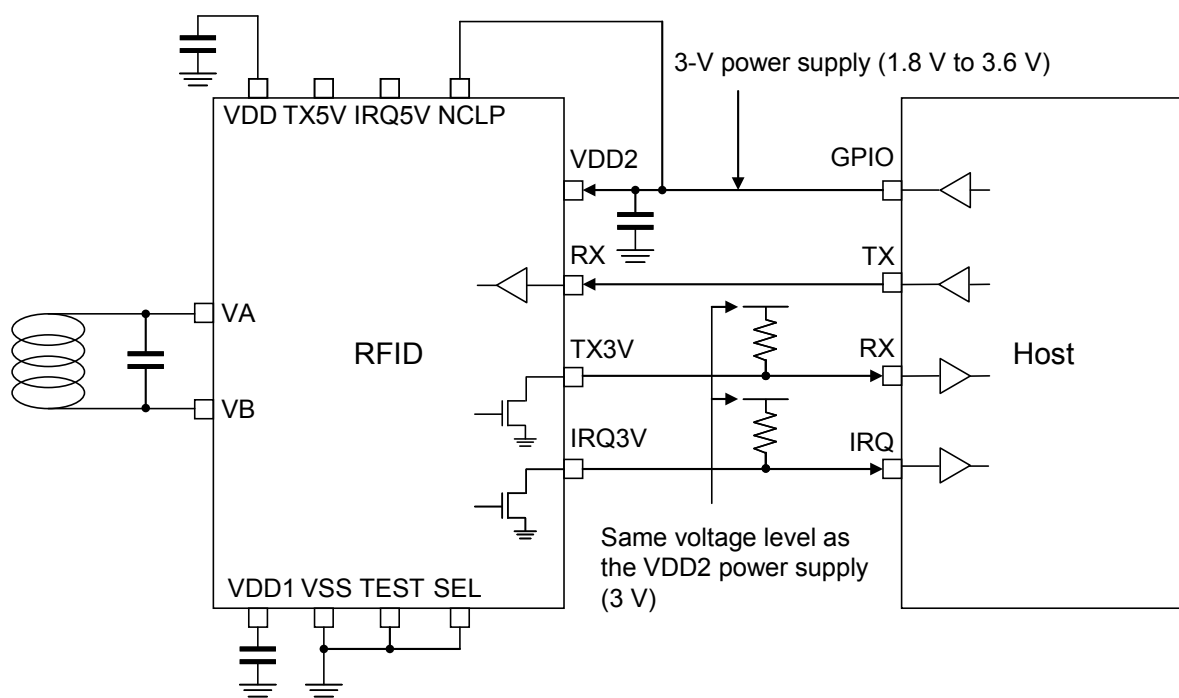 3-V power supply (1.8 V to 3.6 V)
VDD TX5V IRQ5V NCLP
VDD2
GPIO
RX
TX
VA
RFID
TX3V
RX
Host
VB
IRQ3V
IRQ
Same voltage level as
the VDD2 power supply
(3 V)
VDD1 VSS TEST SEL